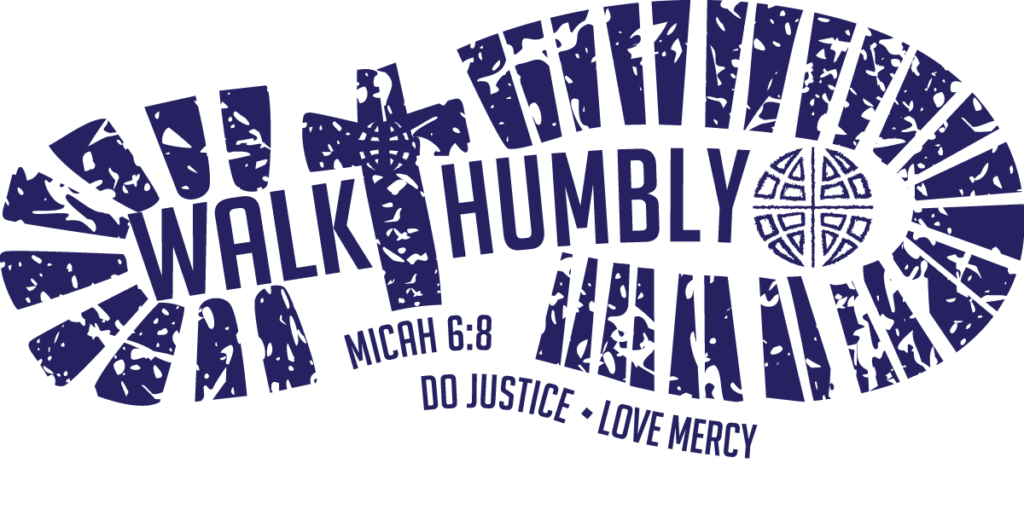 WALK HUMBLY
MICAH 6:8
DO JUSTICE • LOVE MERCY